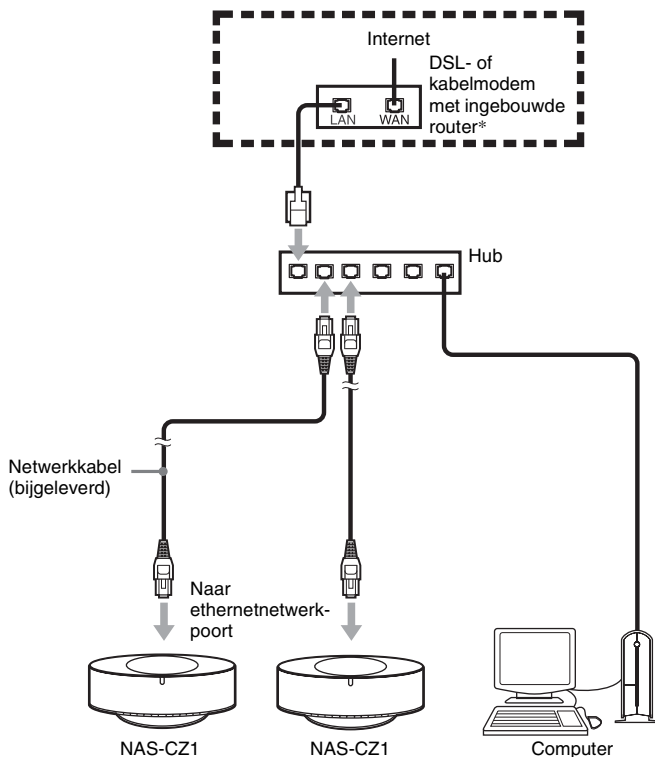 Internet
DSL- of
kabelmodem
met ingebouwde
router*
LAN
WAN
Hub
Netwerkkabel
(bijgeleverd)
Naar
ethernetnetwerk-
poort
NAS-CZ1
NAS-CZ1
Computer